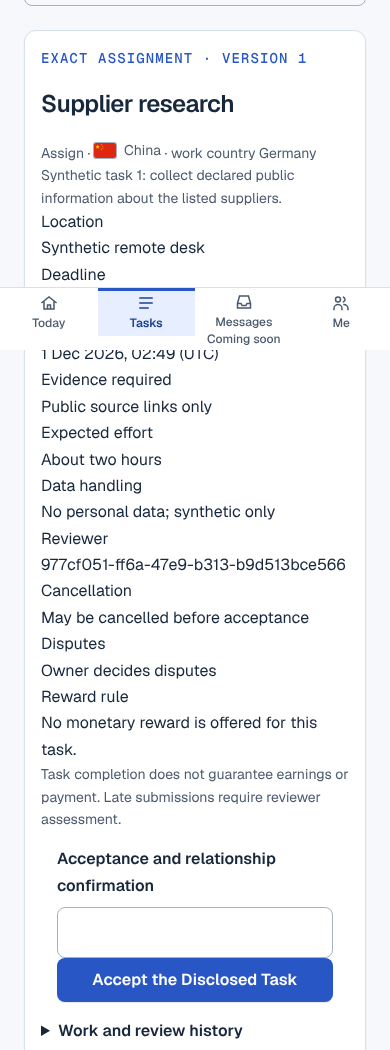 EXACT ASSIGNMENT · VERSION 1
Supplier research
Assign · China · work country Germany
Synthetic task 1: collect declared public
information about the listed suppliers.
Location
Synthetic remote desk
Deadline
Today
Tasks
Messages
Coming soon
Me
1 Dec 2026, 02:49 (UTC)
Evidence required
Public source links only
Expected effort
About two hours
Data handling
No personal data; synthetic only
Reviewer
977cf051-ff6a-47e9-b313-b9d513bce566
Cancellation
May be cancelled before acceptance
Disputes
Owner decides disputes
Reward rule
No monetary reward is offered for this
task.
Task completion does not guarantee earnings or
payment. Late submissions require reviewer
assessment.
Acceptance and relationship
confirmation
Accept the Disclosed Task
Work and review history